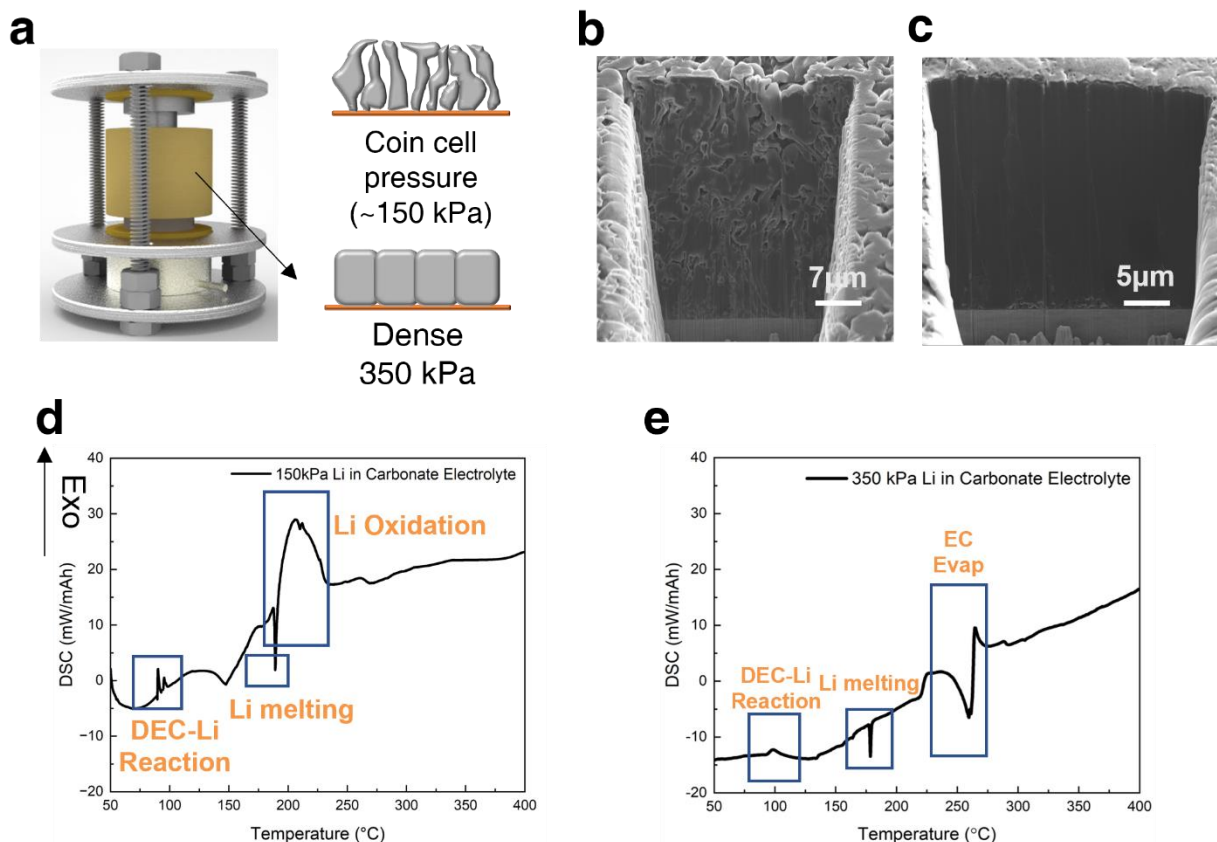 a
Coin cell
pressure
(~150 kPa)
Dense
350 kPa
b
7µm
c
5µm
d
Exo
40
30
20
10
0
−10
−20
DSC (mW/mAh)
150kPa Li in Carbonate Electrolyte
Li Oxidation
Li melting
DEC-Li
Reaction
50
100
150
200
250
300
350
400
Temperature (°C)
e
40
30
20
10
0
-10
-20
DSC (mW/mAh)
350 kPa Li in Carbonate Electrolyte
EC
Evap
DEC-Li
Reaction
Li melting
50
100
150
200
250
300
350
400
Temperature (°C)